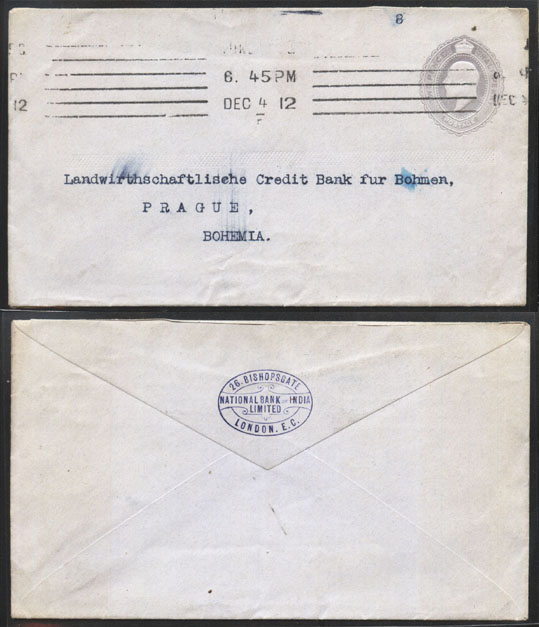 8
6. 45PM
DEC 4 12
12
Landwirthschaftlische Credit Bank fur Bohmen,
PRAGUE,
BOHEMIA.
26. BISHOPSGATE
NATIONAL BANK OF INDIA
LIMITED
LONDON. E.C.